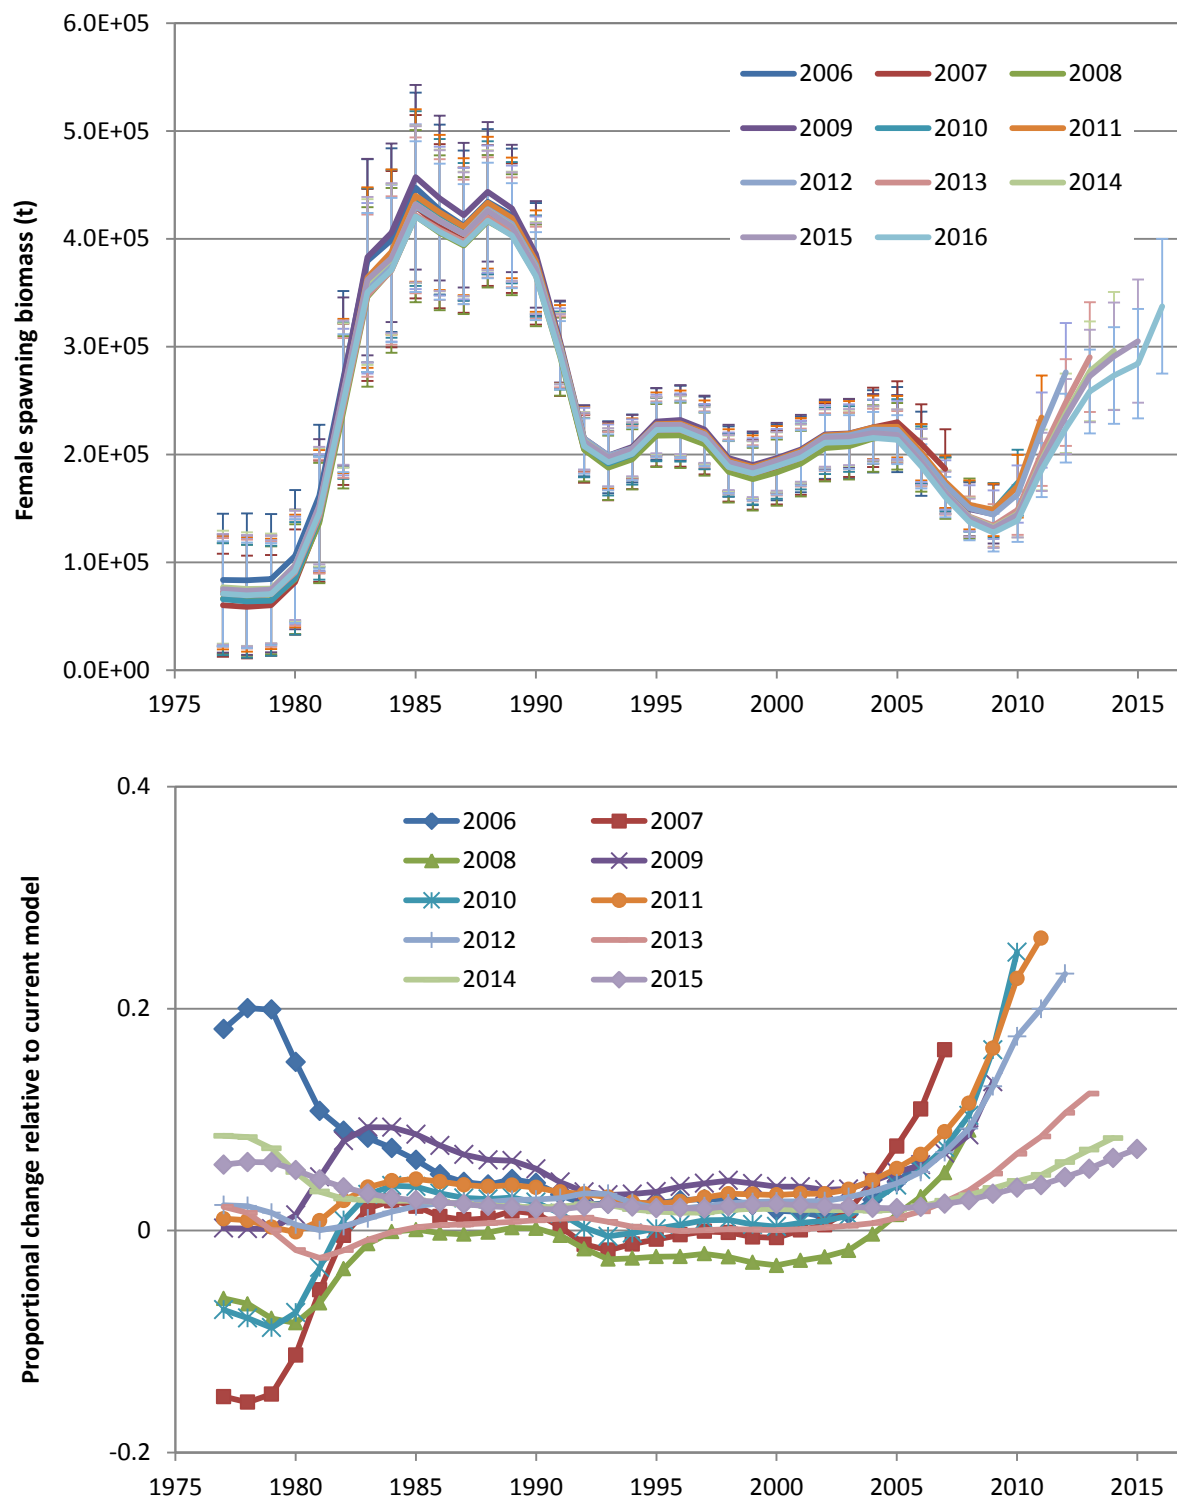 6.0E+05
5.0E+05
4.0E+05
3.0E+05
2.0E+05
1.0E+05
0.0E+00
Female spawning biomass (t)
2006 2007 2008
2009 2010 2011
2012 2013 2014
2015 2016
1975 1980 1985 1990 1995 2000 2005 2010 2015
0.4
0.2
0
-0.2
Proportional change relative to current model
2006 2007
2008 2009
2010 2011
2012 2013
2014 2015
1975 1980 1985 1990 1995 2000 2005 2010 2015